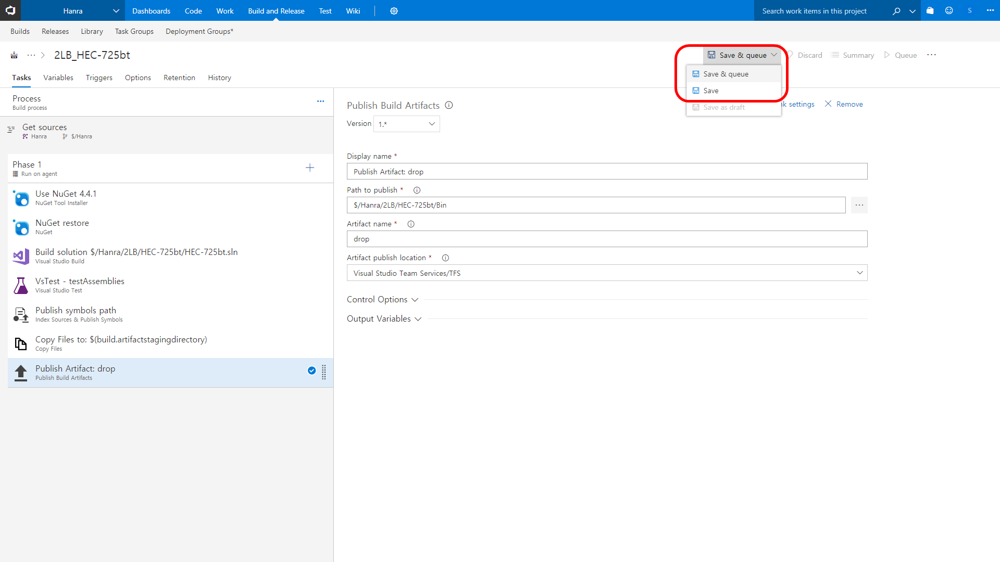 Hanra Dashboards Code Work Build and Release Test Wiki Search work items in this project S
Builds Releases Library Task Groups Deployment Groups*
2LB_HEC-725bt Save & queue Discard Summary Queue
Save & queue
Save
Save as draft
Tasks Variables Triggers Options Retention History
Process
Build process
Get sources
Hanra $/Hanra
Phase 1
Run on agent
Use NuGet 4.4.1
NuGet Tool Installer
NuGet restore
NuGet
Build solution $/Hanra/2LB/HEC-725bt/HEC-725bt.sln
Visual Studio Build
VsTest - testAssemblies
Visual Studio Test
Publish symbols path
Index Sources & Publish Symbols
Copy Files to: $(build.artifactstagingdirectory)
Copy Files
Publish Artifact: drop
Publish Build Artifacts
Publish Build Artifacts settings Remove
Version 1.*
Display name *
Publish Artifact: drop
Path to publish *
$/Hanra/2LB/HEC-725bt/Bin
Artifact name *
drop
Artifact publish location *
Visual Studio Team Services/TFS
Control Options
Output Variables